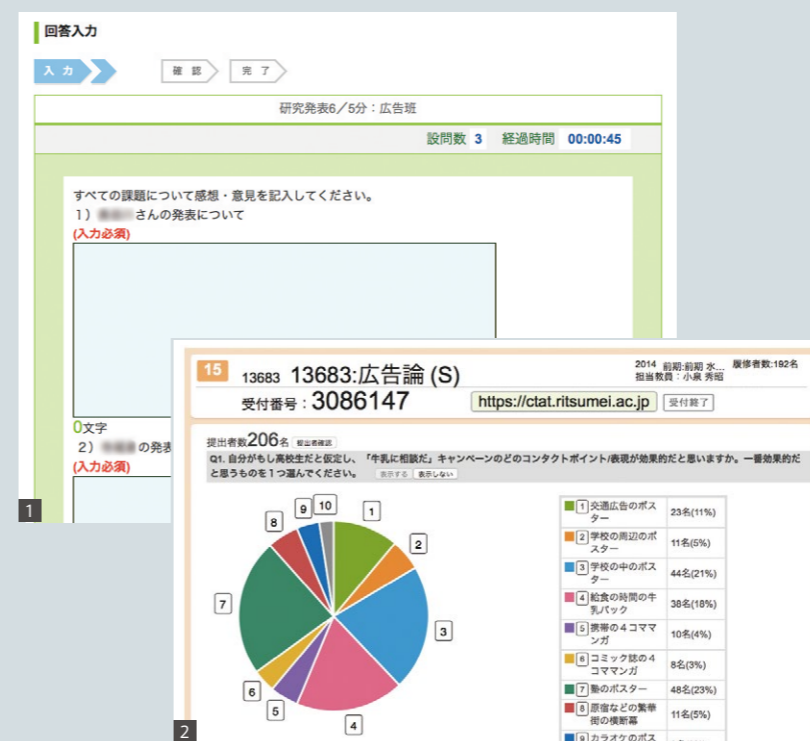 回答入力
入力
確認
完了
研究発表6／5分：広告班
設問数 3 経過時間 00:00:45
すべての課題について感想・意見を記入してください。
1） さんの発表について
(入力必須)
0文字
2） の発表
(入力必須)
1
15 13683 13683:広告論 (S)
2014 前期:前期 水... 履修者数:192名
担当教員：小泉 秀昭
受付番号：3086147 https://ctat.ritsumei.ac.jp 受付終了
提出者数206名 提出者確認
Q1. 自分がもし高校生だと仮定し、「牛乳に相談だ」キャンペーンのどのコンタクトポイント/表現が効果的だと思いますか。一番効果的だ
と思うものを1つ選んでください。 表示する 表示しない
1
2
3
4
5
6
7
8
9
10
1 交通広告のポス
ター 23名(11%)
2 学校の周辺のポ
スター 11名(5%)
3 学校の中のポス
ター 44名(21%)
4 給食の時間の牛
乳パック 38名(18%)
5 携帯の4コママ
ンガ 10名(4%)
6 コミック誌の4
コママンガ 8名(3%)
7 塾のポスター 48名(23%)
8 原宿などの繁華
街の横断幕 11名(5%)
9 カラオケのポス
2